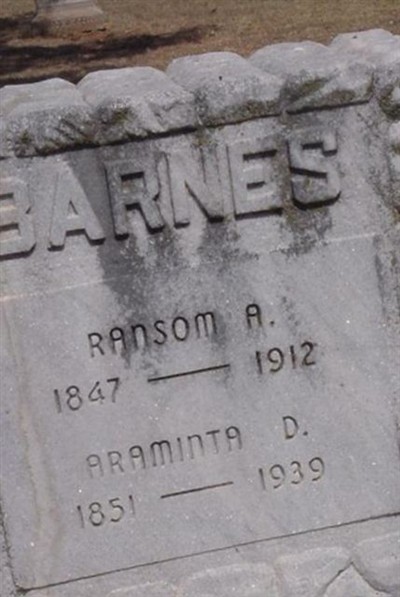 BARNES
RANSOM A.
1847 — 1912
ARAMINTA D.
1851 — 1939